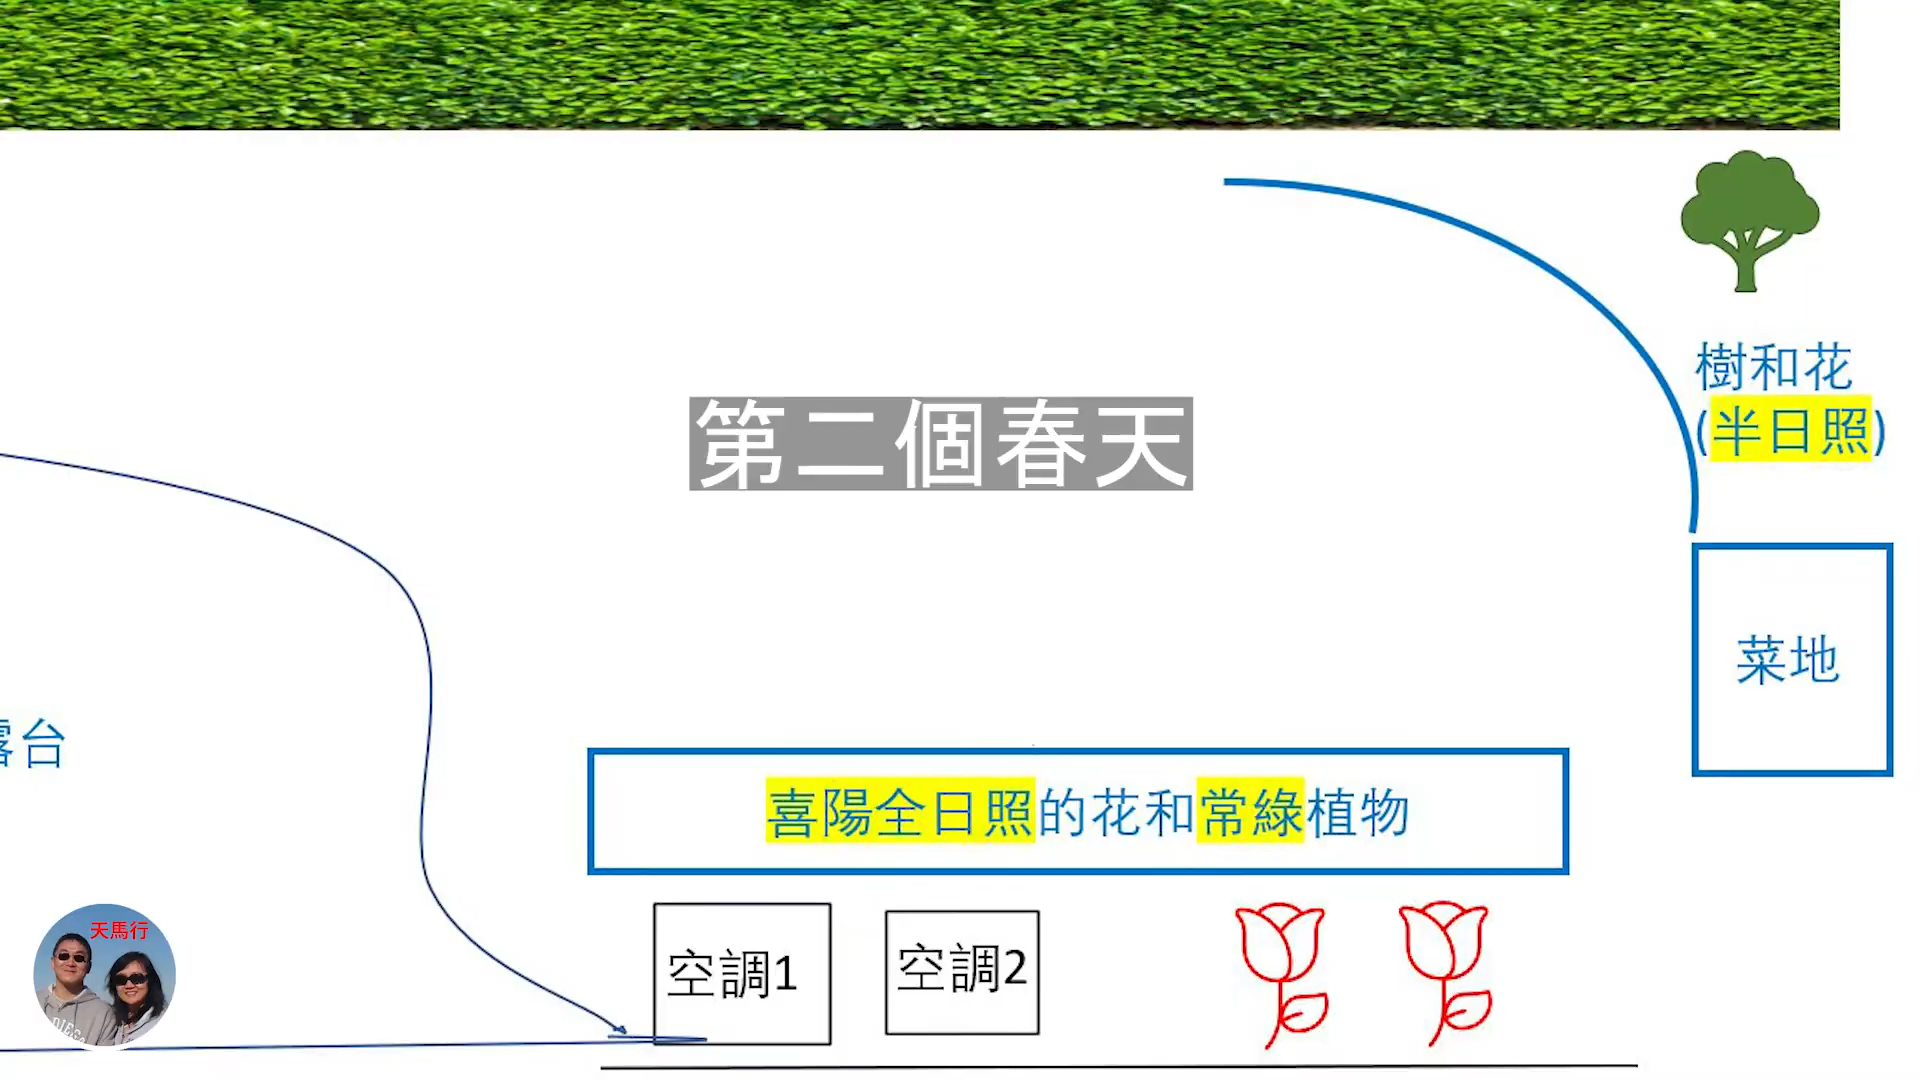 樹和花
(半日照)
第二個春天
菜地
露台
喜陽全日照的花和常綠植物
空調1
空調2
天馬行